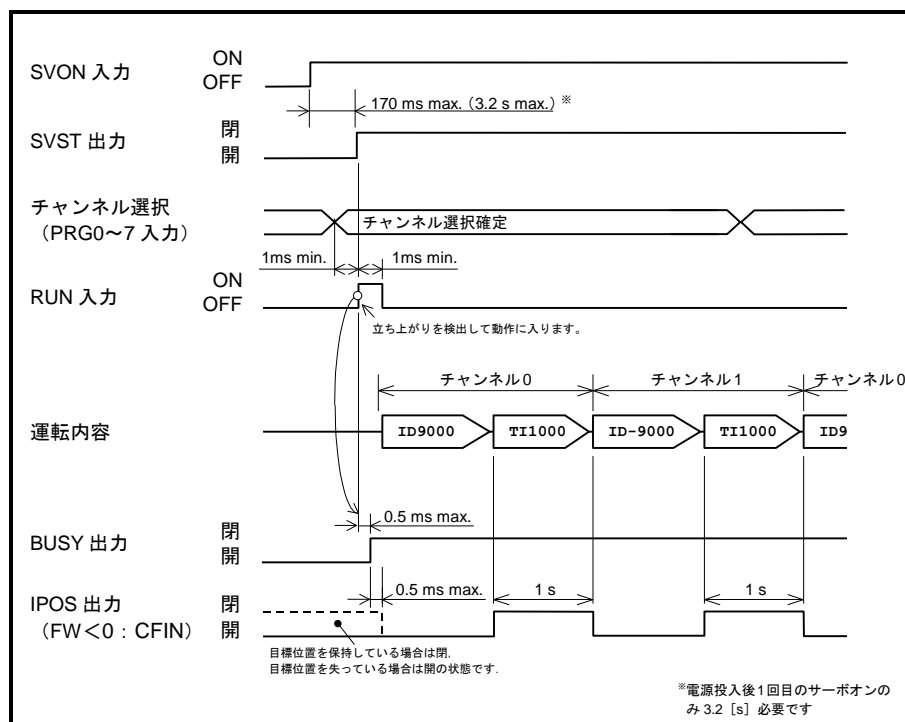 SVON 入力
ON
OFF
170 ms max.（3.2 s max.）※
SVST 出力
閉
開
チャンネル選択
（PRG0～7 入力）
チャンネル選択確定
1ms min.
1ms min.
RUN 入力
ON
OFF
立ち上がりを検出して動作に入ります。
チャンネル0
チャンネル1
チャンネル0
運転内容
ID9000
TI1000
ID-9000
TI1000
ID9
0.5 ms max.
BUSY 出力
閉
開
0.5 ms max.
1 s
1 s
IPOS 出力
（FW＜0：CFIN）
閉
開
目標位置を保持している場合は閉,
目標位置を失っている場合は開の状態です.
※電源投入後1回目のサーボオンの
み 3.2［s］必要です